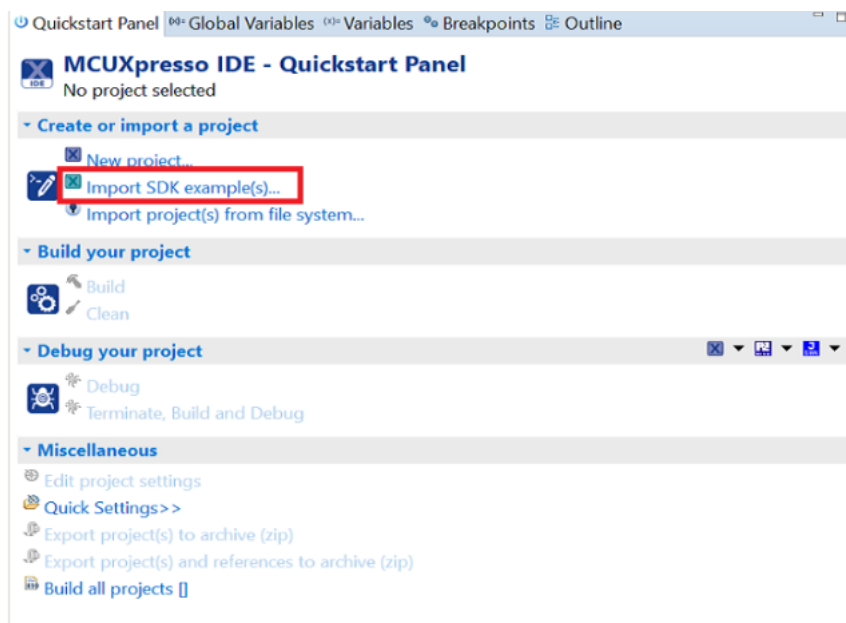 Quickstart Panel (x)= Global Variables (x)= Variables Breakpoints Outline
IDE
MCUXpresso IDE - Quickstart Panel
No project selected
Create or import a project
New project...
Import SDK example(s)...
Import project(s) from file system...
Build your project
Build
Clean
Debug your project
Debug
Terminate, Build and Debug
Miscellaneous
Edit project settings
Quick Settings>>
Export project(s) to archive (zip)
Export project(s) and references to archive (zip)
Build all projects []